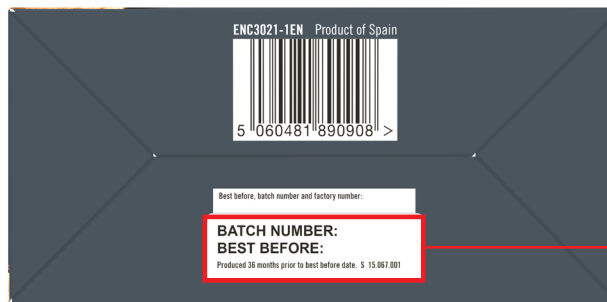 ENC3021-1EN Product of Spain
5 060481 890908 >
Best before, batch number and factory number:
BATCH NUMBER:
BEST BEFORE:
Produced 36 months prior to best before date. S 15.067.001